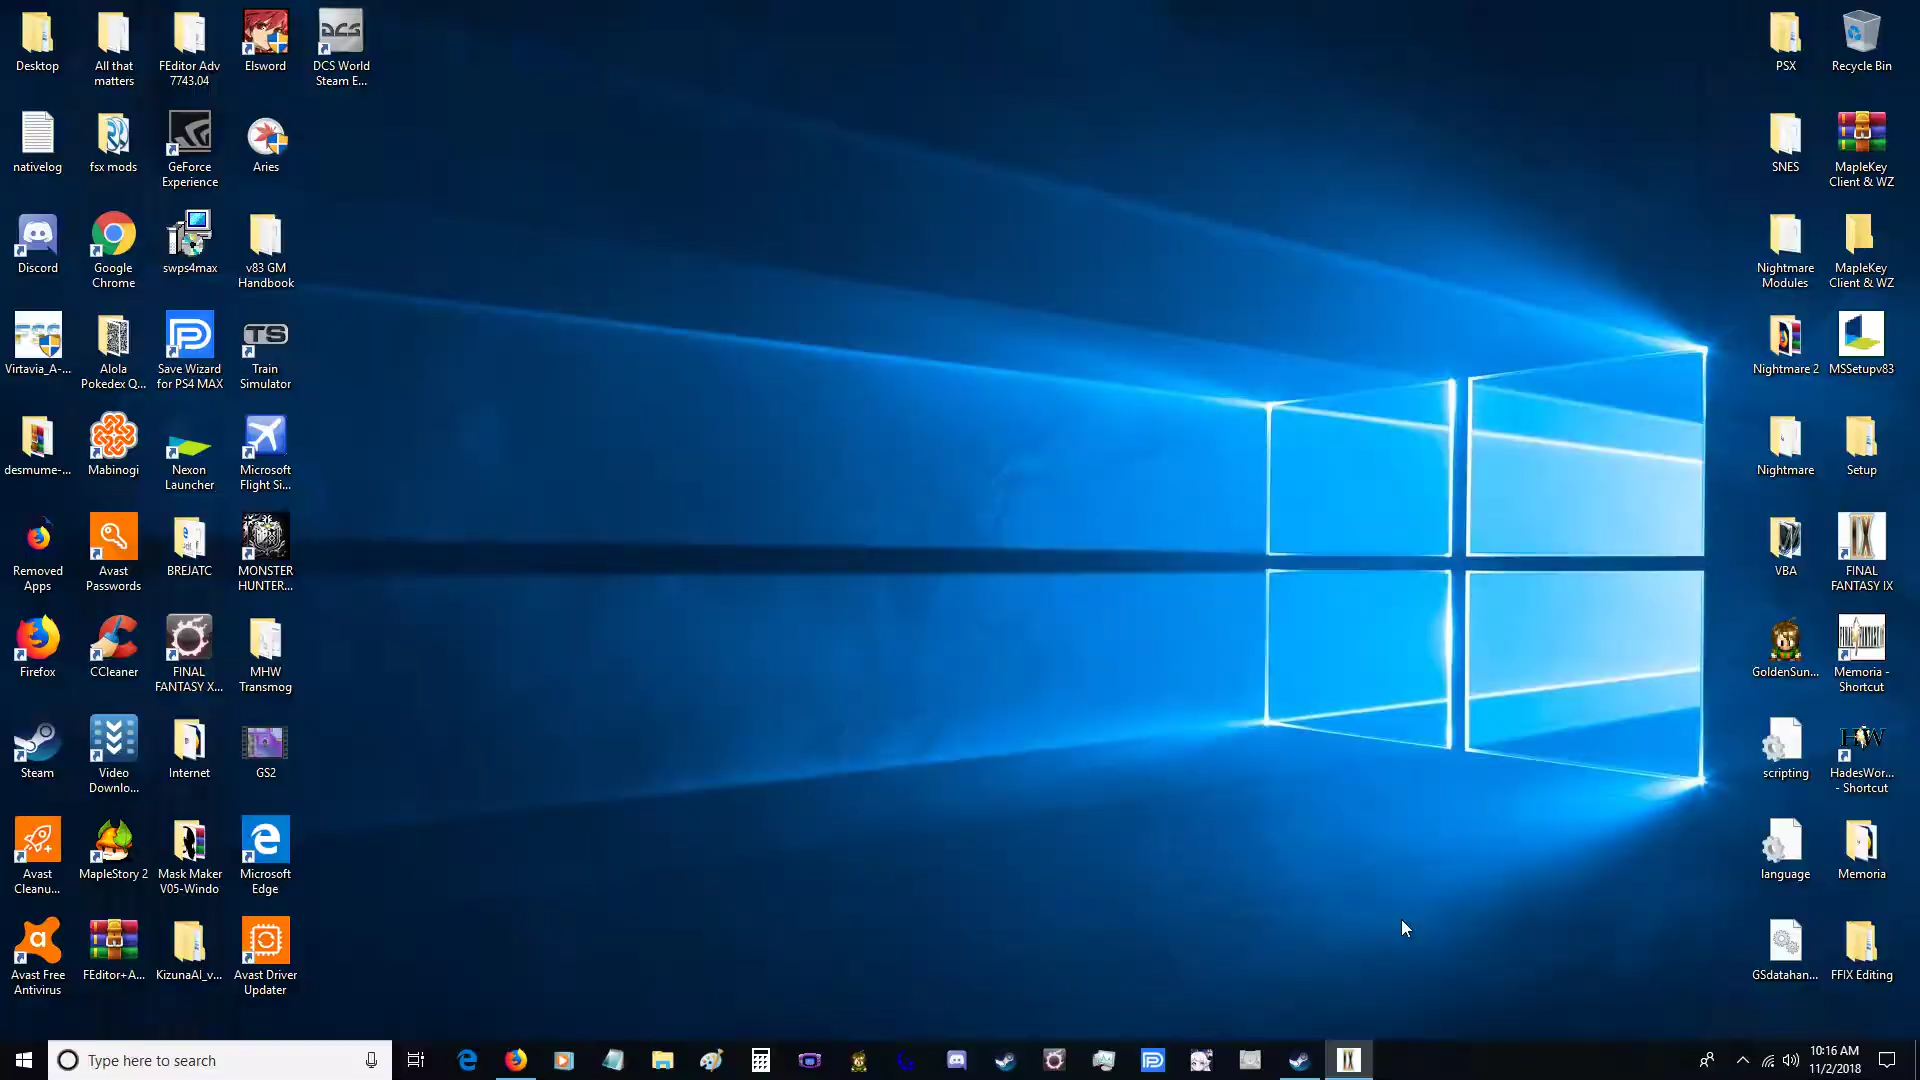 Desktop
All that
matters
FEditor Adv
7743.04
Elsword
DCS
DCS World
Steam E...
PSX
Recycle Bin
nativelog
fsx mods
GeForce
Experience
Aries
SNES
MapleKey
Client & WZ
Discord
Google
Chrome
swps4max
v83 GM
Handbook
Nightmare
Modules
MapleKey
Client & WZ
Virtavia_A-...
Alola
Pokedex Q...
Save Wizard
for PS4 MAX
TS
Train
Simulator
Nightmare 2
MSSetupv83
desmume-...
Mabinogi
Nexon
Launcher
Microsoft
Flight Si...
Nightmare
Setup
Removed
Apps
Avast
Passwords
BREJATC
MONSTER
HUNTER...
VBA
FINAL
FANTASY IX
Firefox
CCleaner
FINAL
FANTASY X...
MHW
Transmog
GoldenSun...
Memoria -
Shortcut
Steam
Video
Downlo...
Internet
GS2
scripting
HW
HadesWor...
- Shortcut
Avast
Cleanu...
MapleStory 2
Mask Maker
V05-Windo
Microsoft
Edge
language
Memoria
Avast Free
Antivirus
FEditor+A...
KizunaAI_v...
Avast Driver
Updater
GSdatahan...
FFIX Editing
Type here to search
10:16 AM
11/2/2018